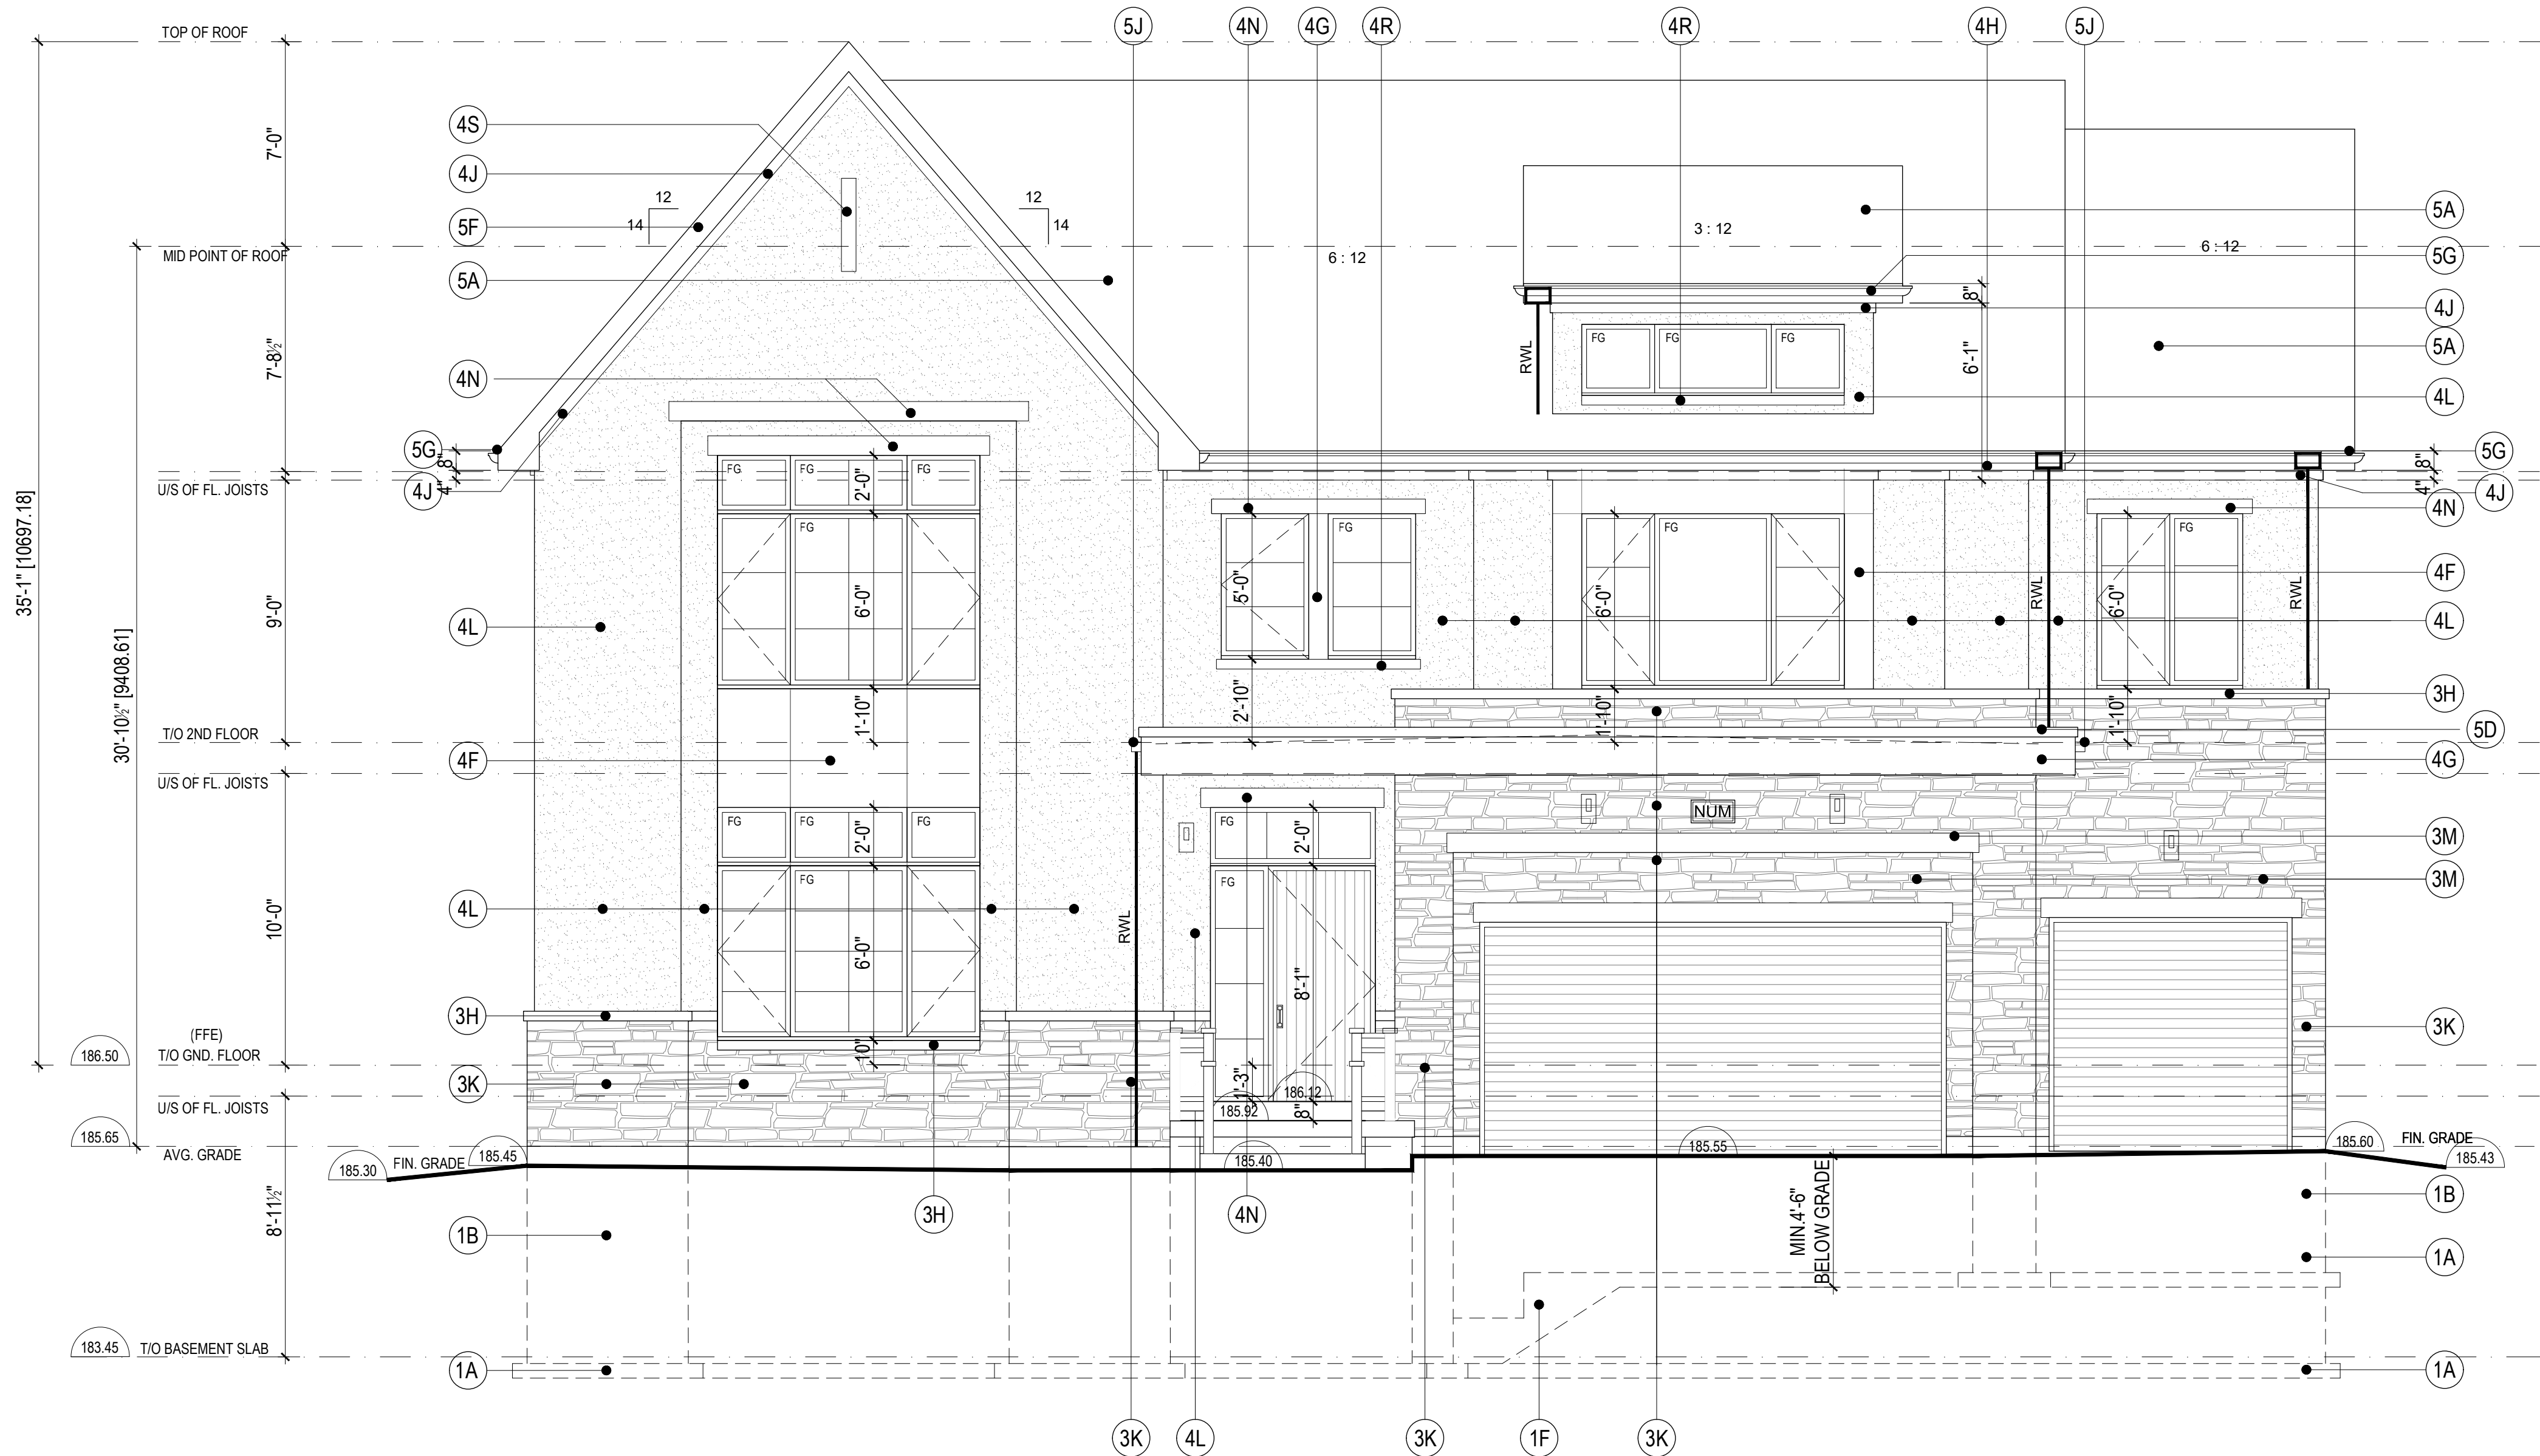 TOP OF ROOF
5J
4N
4G
4R
4R
4H
5J
7'-0"
4S
4J
5F
12
14
12
14
5A
3 : 12
5A
MID POINT OF ROOF
5A
6 : 12
6 : 12
5G
8"
4J
7'-8½"
RWL
FG
FG
FG
6'-1"
5A
4N
4L
5G
8"
4"
4J
U/S OF FL. JOISTS
FG
FG
FG
2'-0"
5G
8"
4"
4J
4N
35'-1" [10697.18]
30'-10½" [9408.61]
9'-0"
4L
FG
6'-0"
5'-0"
FG
FG
6'-0"
RWL
FG
6'-0"
RWL
4F
4L
1'-10"
2'-10"
1'-10"
1'-10"
3H
T/O 2ND FLOOR
4F
5D
4G
U/S OF FL. JOISTS
FG
FG
FG
2'-0"
FG
2'-0"
NUM
3M
3M
10'-0"
4L
FG
6'-0"
RWL
FG
8'-1"
3H
3K
(FFE)
186.50
T/O GND. FLOOR
10"
1'-3"
3K
U/S OF FL. JOISTS
186.12
185.92
8"
185.65
AVG. GRADE
185.30
FIN. GRADE
185.45
185.40
185.55
185.60
FIN. GRADE
185.43
8'-11½"
1B
3H
4N
MIN.4'-6"
BELOW GRADE
1B
1A
1F
183.45
T/O BASEMENT SLAB
1A
1A
3K
4L
3K
1F
3K